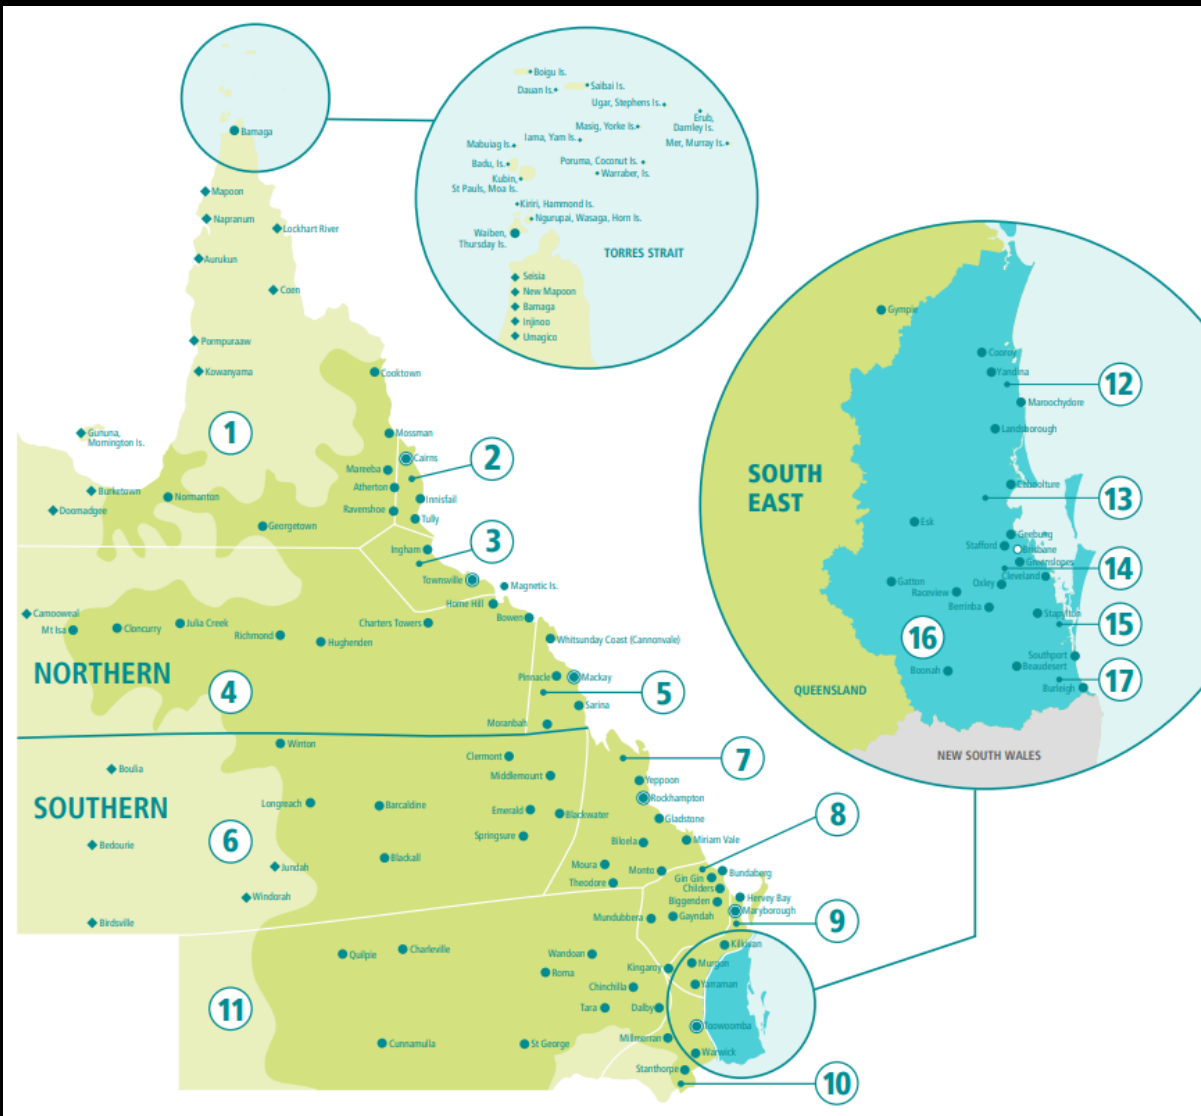 Boigu Is.
Dauan Is.
Saibai Is.
Ugar, Stephens Is.
Erub,
Darnley Is.
Masig, Yorke Is.
Iama, Yam Is.
Mabuiag Is.
Mer, Murray Is.
Badu, Is.
Poruma, Coconut Is.
Warraber, Is.
Kubin,
St Pauls, Moa Is.
Kiriri, Hammond Is.
Ngurupai, Wasaga, Horn Is.
Waiben,
Thursday Is.
TORRES STRAIT
Seisia
New Mapoon
Bamaga
Injinoo
Umagico
Bamaga
Mapoon
Napranum
Lockhart River
Aurukun
Coen
Pormpuraaw
Kowanyama
Cooktown
1
Gununa,
Mornington Is.
Mossman
Cairns
2
Mareeba
Atherton
Burketown
Normanton
Innisfail
Doomadgee
Ravenshoe
Tully
Georgetown
3
Ingham
Townsville
Magnetic Is.
Home Hill
Camooweal
Mt Isa
Cloncurry
Julia Creek
Richmond
Hughenden
Charters Towers
Bowen
Whitsunday Coast (Cannonvale)
NORTHERN
4
Pinnacle
Mackay
5
Sarina
Moranbah
Winton
Clermont
7
Boulia
Middlemount
Yeppoon
SOUTHERN
Longreach
Barcaldine
Emerald
Blackwater
Rockhampton
Gladstone
8
6
Springsure
Biloela
Miriam Vale
Bedourie
Blackall
Jundah
Moura
Monto
Gin Gin
Bundaberg
Theodore
Childers
Windorah
Biggenden
Hervey Bay
Maryborough
Birdsville
Mundubbera
Gayndah
9
Kilkivan
Quilpie
Charleville
Wandoan
Kingaroy
Murgon
Roma
Yarraman
Chinchilla
11
Tara
Dalby
Toowoomba
Cunnamulla
St George
Millmerran
Warwick
Stanthorpe
10
Gympie
Cooroy
Yandina
12
Maroochydore
Landsborough
SOUTH
EAST
Caboolture
13
Esk
Geebung
Stafford
Brisbane
Greenslopes
14
Gatton
Raceview
Oxley
Cleveland
Berrinba
Stapylton
15
16
Southport
Boonah
Beaudesert
17
Burleigh
QUEENSLAND
NEW SOUTH WALES